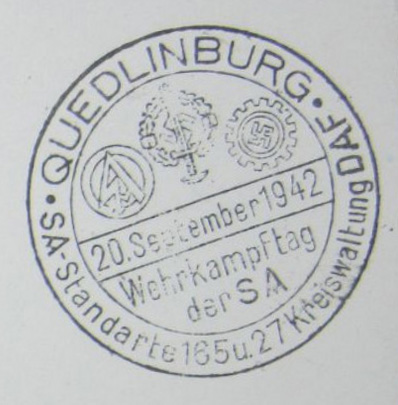 • QUEDLINBURG •
SA-Standarte 165 u. 27 Kreiswaltung DAF
20. September 1942
Wehrkampftag
der SA